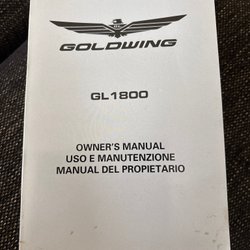 GOLDWING
GL1800
OWNER'S MANUAL
USO E MANUTENZIONE
MANUAL DEL PROPIETARIO